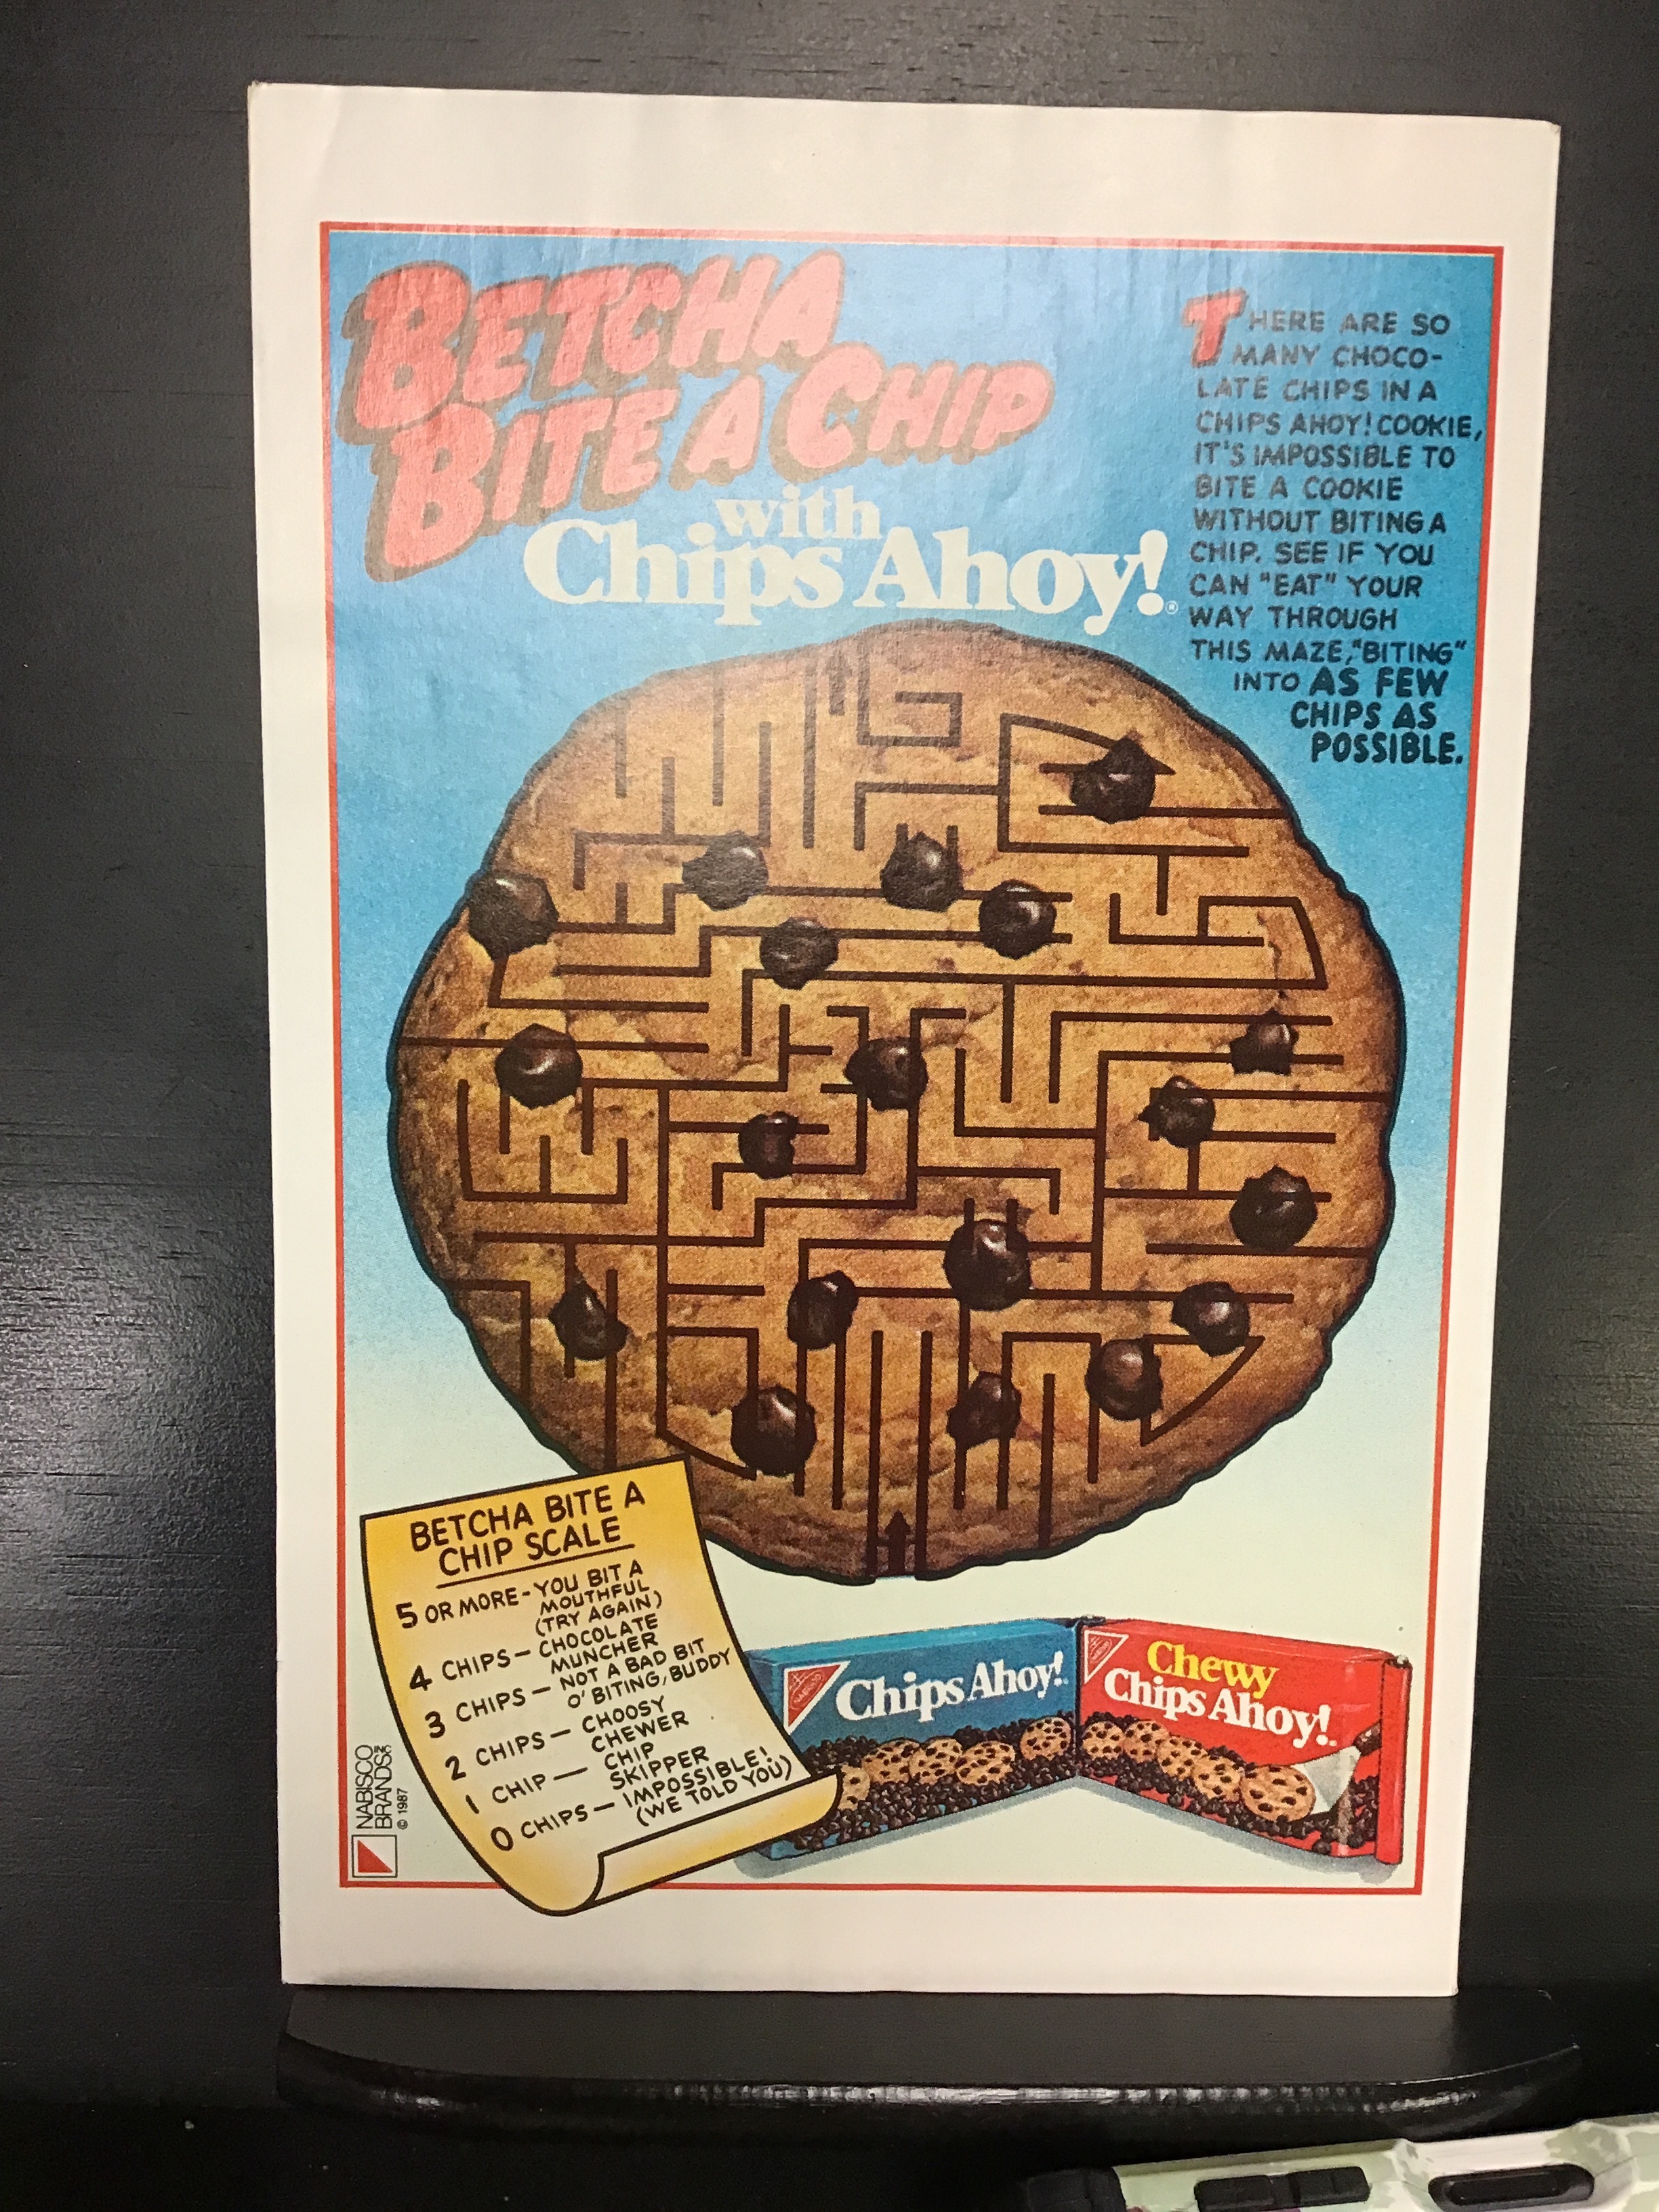 BETCHA
BITE A CHIP
with
Chips Ahoy!®
THERE ARE SO
MANY CHOCO-
LATE CHIPS IN A
CHIPS AHOY! COOKIE,
IT'S IMPOSSIBLE TO
BITE A COOKIE
WITHOUT BITING A
CHIP. SEE IF YOU
CAN "EAT" YOUR
WAY THROUGH
THIS MAZE, "BITING"
INTO AS FEW
CHIPS AS
POSSIBLE.
BETCHA BITE A
CHIP SCALE
5 OR MORE - YOU BIT A
MOUTHFUL
(TRY AGAIN)
4 CHIPS - CHOCOLATE
MUNCHER
3 CHIPS - NOT A BAD BIT
O' BITING, BUDDY
2 CHIPS - CHOOSY
CHEWER
1 CHIP - CHIP
SKIPPER
0 CHIPS - IMPOSSIBLE!
(WE TOLD YOU)
NABISCO
Chips Ahoy!
NABISCO
Chewy
Chips Ahoy!
NABISCO
BRANDS INC.
© 1987